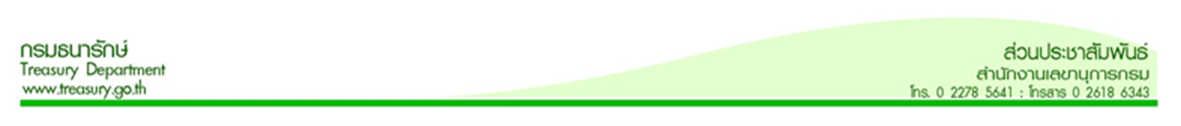 กรมธนารักษ์
Treasury Department
www.treasury.go.th
ส่วนประชาสัมพันธ์
สำนักงานเลขานุการกรม
โทร. 0 2278 5641 : โทรสาร 0 2618 6343